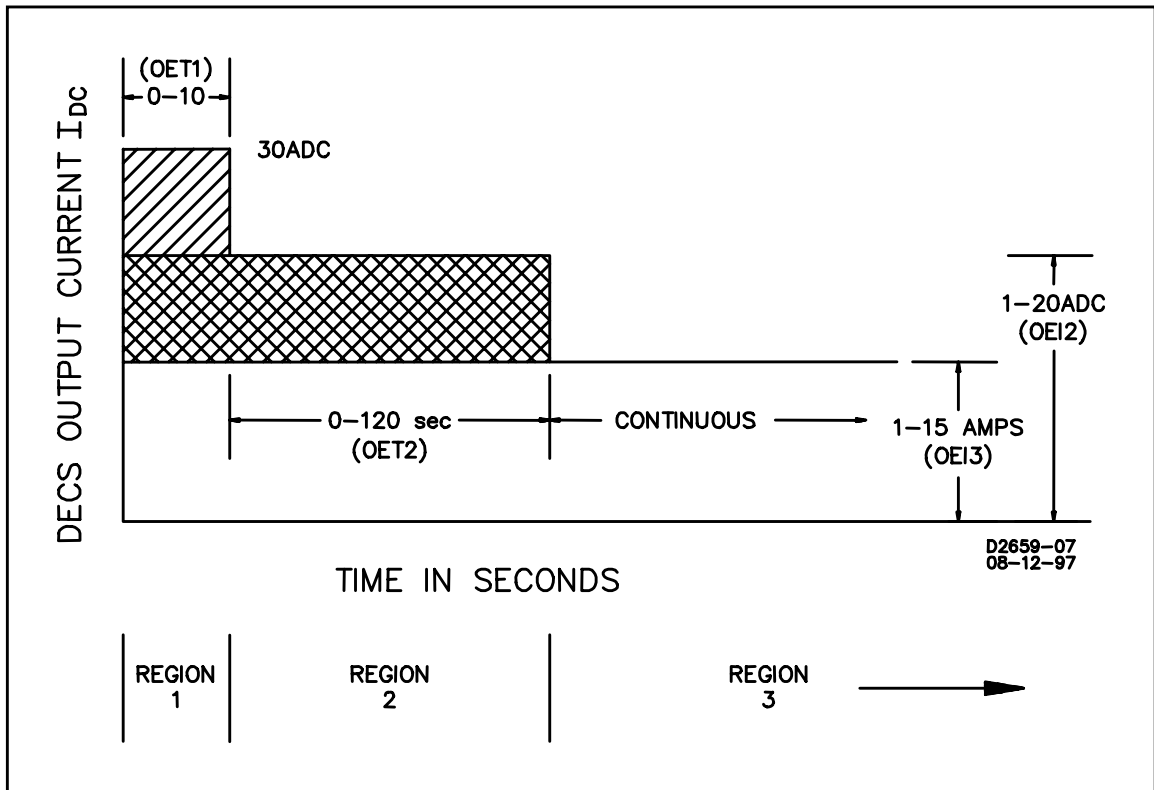 (OET1)
0-10
30ADC
DECS OUTPUT CURRENT IDC
1-20ADC
(OEI2)
0-120 sec
(OET2)
CONTINUOUS
1-15 AMPS
(OEI3)
D2659-07
08-12-97
TIME IN SECONDS
REGION
1
REGION
2
REGION
3